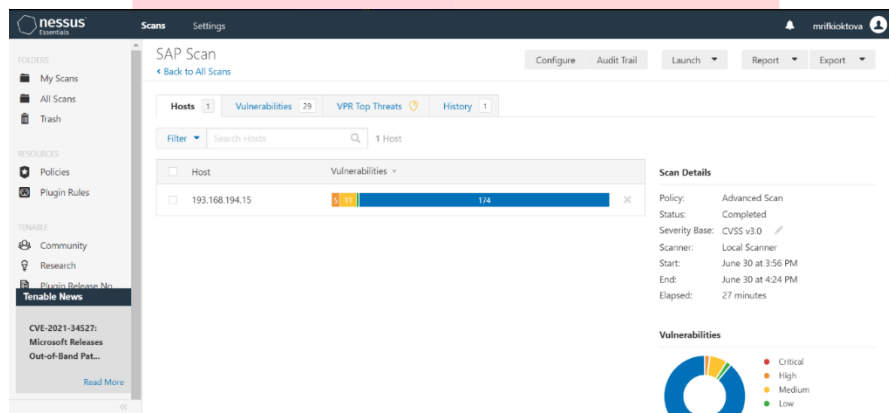 nessus
Essentials
Scans
Settings
mrifkioktova
FOLDERS
My Scans
All Scans
Trash
RESOURCES
Policies
Plugin Rules
TENABLE
Community
Research
Plugin Release No
Tenable News
CVE-2021-34527:
Microsoft Releases
Out-of-Band Pat...
Read More
SAP Scan
Back to All Scans
Configure
Audit Trail
Launch
Report
Export
Hosts 1
Vulnerabilities 29
VPR Top Threats
History 1
Filter
Search Hosts
1 Host
Host
Vulnerabilities
193.168.194.15
5 11 174
Scan Details
Policy: Advanced Scan
Status: Completed
Severity Base: CVSS v3.0
Scanner: Local Scanner
Start: June 30 at 3:56 PM
End: June 30 at 4:24 PM
Elapsed: 27 minutes
Vulnerabilities
Critical
High
Medium
Low